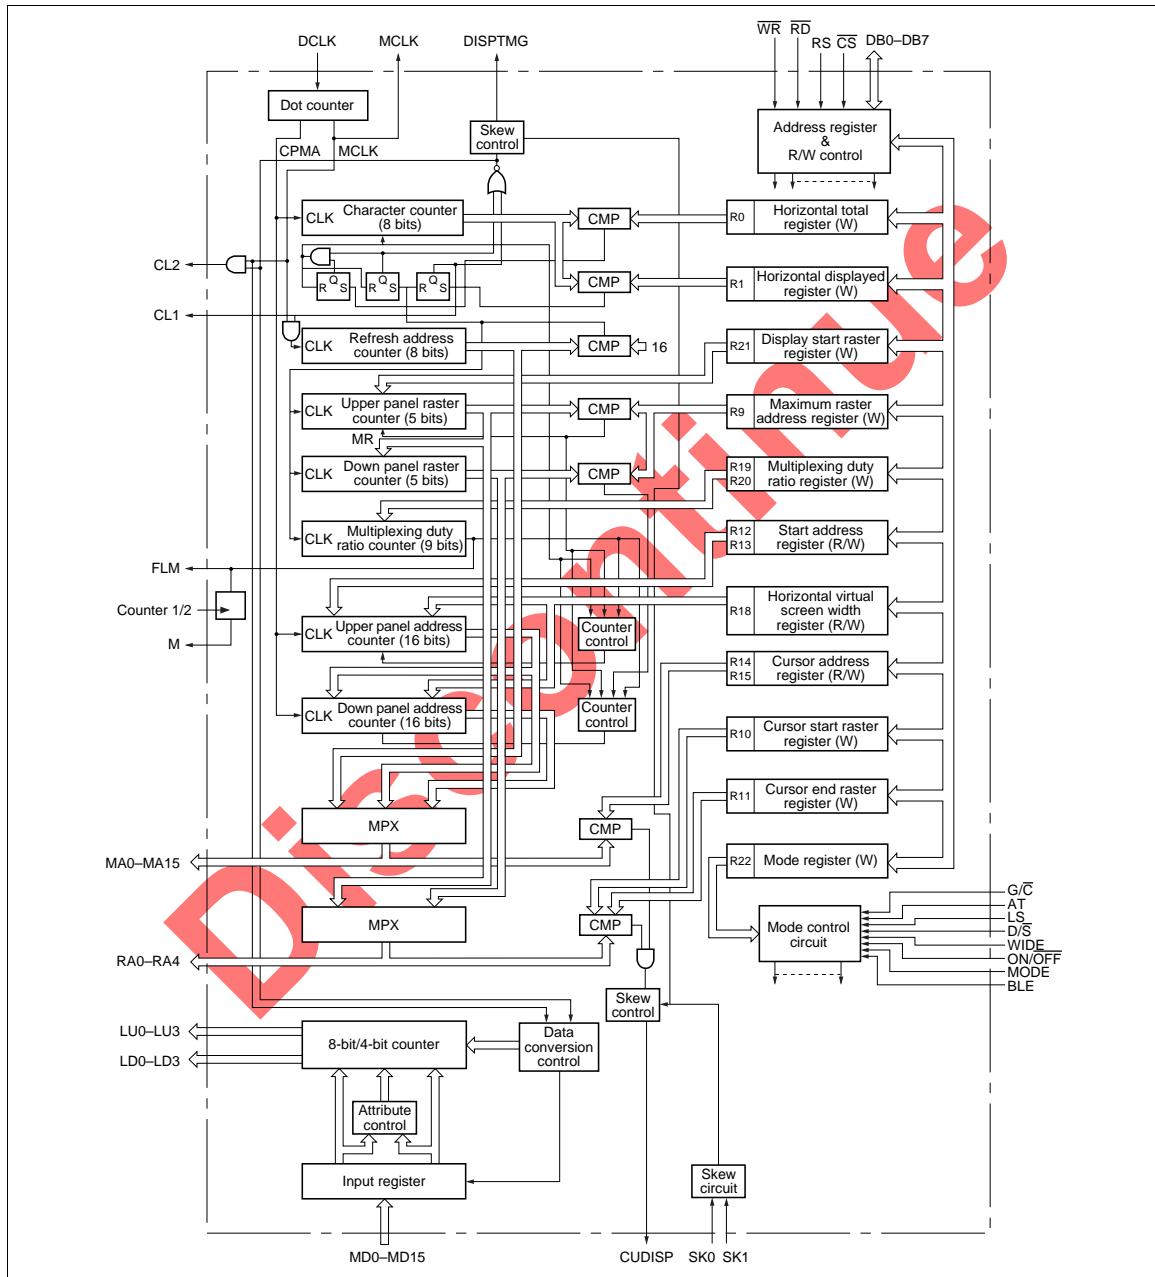 DCLK MCLK DISPTMG WR RD RS CS DB0–DB7
Dot counter
Skew
control
Address register
&
R/W control
CPMA MCLK
CLK Character counter
(8 bits)
CMP
R0 Horizontal total
register (W)
CL2
R Q S R Q S R Q S
CMP
R1 Horizontal displayed
register (W)
CL1
CLK Refresh address
counter (8 bits)
CMP 16
R21 Display start raster
register (W)
CLK Upper panel raster
counter (5 bits)
CMP
R9 Maximum raster
address register (W)
MR
CLK Down panel raster
counter (5 bits)
CMP
R19 Multiplexing duty
R20 ratio register (W)
CLK Multiplexing duty
ratio counter (9 bits)
R12 Start address
R13 register (R/W)
FLM
Counter 1/2
M
CLK Upper panel address
counter (16 bits)
Counter
control
R18 Horizontal virtual
screen width
register (R/W)
R14 Cursor address
R15 register (R/W)
CLK Down panel address
counter (16 bits)
Counter
control
R10 Cursor start raster
register (W)
R11 Cursor end raster
register (W)
MPX
CMP
MA0–MA15
R22 Mode register (W)
MPX
CMP
RA0–RA4
Mode control
circuit
G/C
AT
LS
D/S
WIDE
ON/OFF
MODE
BLE
Skew
control
LU0–LU3
LD0–LD3
8-bit/4-bit counter
Data
conversion
control
Attribute
control
Input register
Skew
circuit
MD0–MD15 CUDISP SK0 SK1
Discontinue